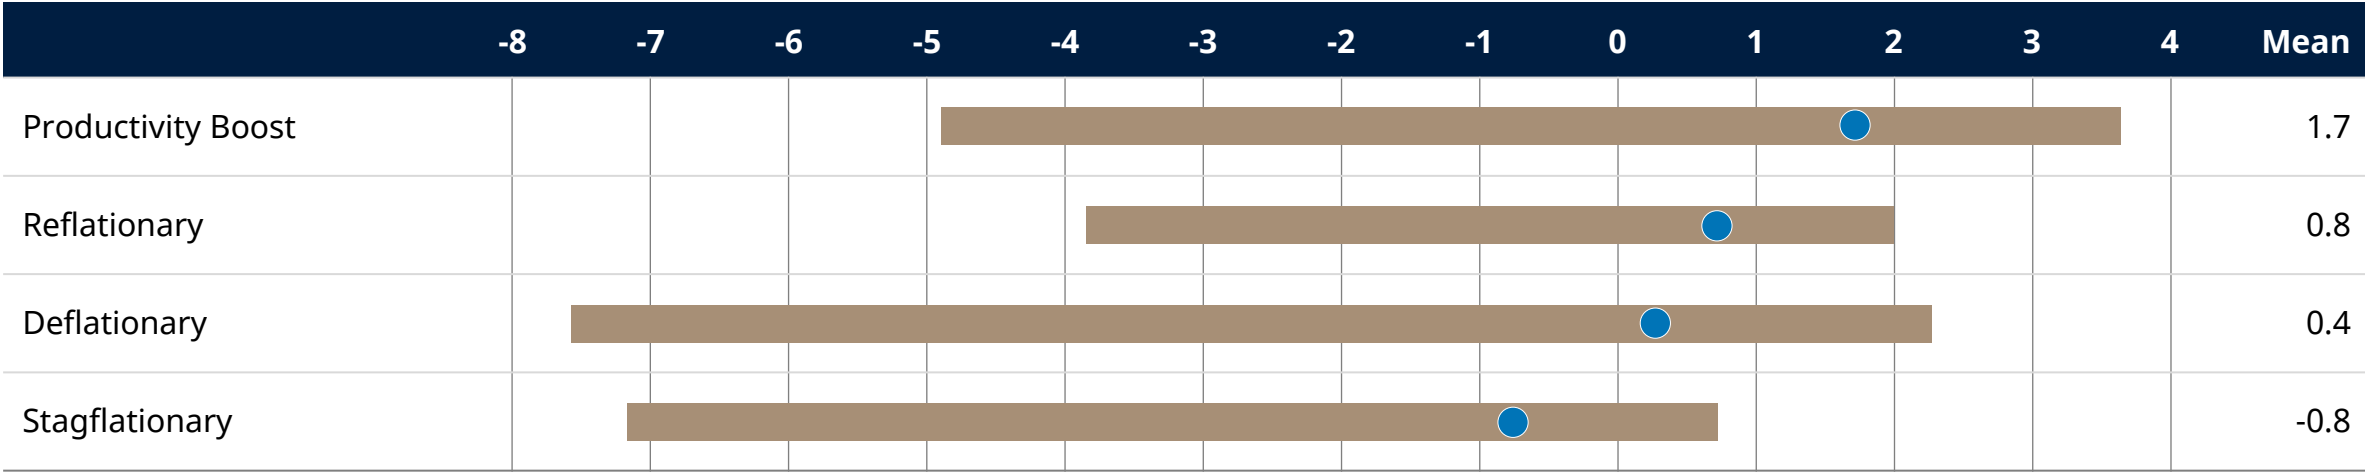 -8 -7 -6 -5 -4 -3 -2 -1 0 1 2 3 4 Mean
Productivity Boost 1.7
Reflationary 0.8
Deflationary 0.4
Stagflationary -0.8